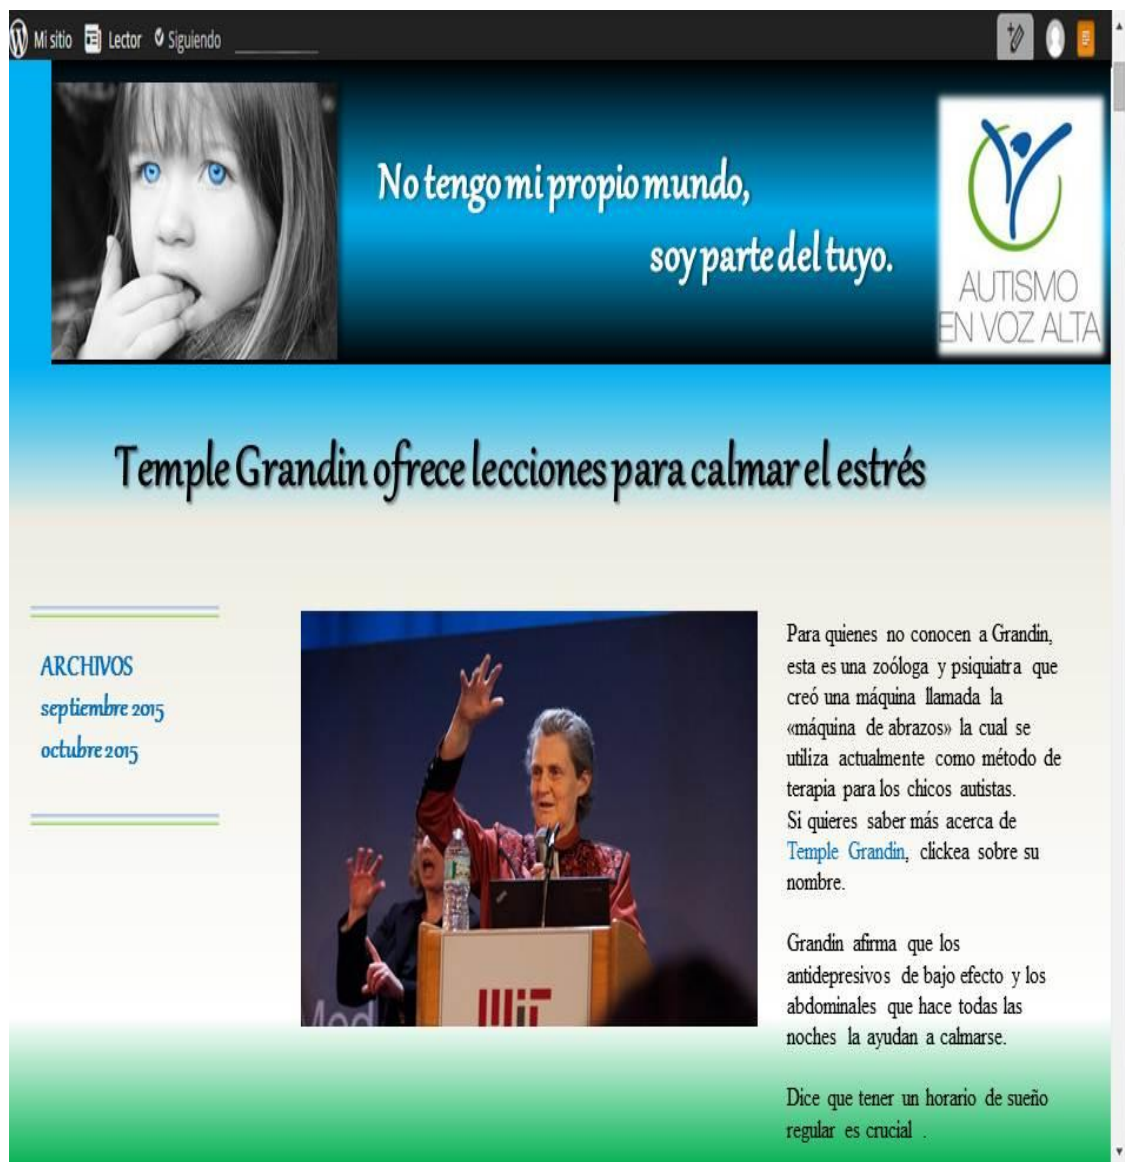 Mi sitio Lector Siguiendo
No tengo mi propio mundo,
soy parte del tuyo.
AUTISMO
EN VOZ ALTA
Temple Grandin ofrece lecciones para calmar el estrés
ARCHIVOS
septiembre 2015
octubre 2015
Med
MIT
Para quienes no conocen a Grandin,
esta es una zoóloga y psiquiatra que
creó una máquina llamada la
«máquina de abrazos» la cual se
utiliza actualmente como método de
terapia para los chicos autistas.
Si quieres saber más acerca de
Temple Grandin, clickea sobre su
nombre.
Grandin afirma que los
antidepresivos de bajo efecto y los
abdominales que hace todas las
noches la ayudan a calmarse.
Dice que tener un horario de sueño
regular es crucial .